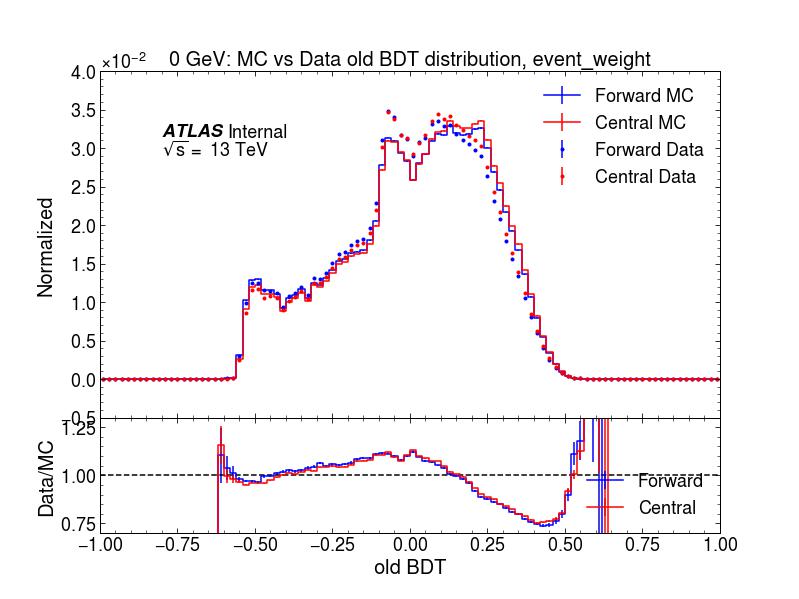 ×10⁻²
0 GeV: MC vs Data old BDT distribution, event_weight
4.0
3.5
3.0
2.5
2.0
1.5
1.0
0.5
0.0
−0.5
Normalized
ATLAS Internal
√s = 13 TeV
Forward MC
Central MC
Forward Data
Central Data
1.25
1.00
0.75
Data/MC
Forward
Central
−1.00 −0.75 −0.50 −0.25 0.00 0.25 0.50 0.75 1.00
old BDT